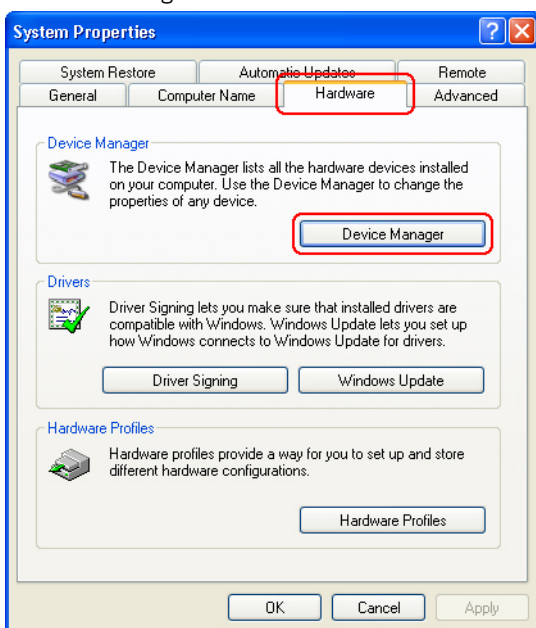 System Properties
System Restore Automatic Updates Remote
General Computer Name Hardware Advanced
Device Manager
The Device Manager lists all the hardware devices installed
on your computer. Use the Device Manager to change the
properties of any device.
Device Manager
Drivers
Driver Signing lets you make sure that installed drivers are
compatible with Windows. Windows Update lets you set up
how Windows connects to Windows Update for drivers.
Driver Signing Windows Update
Hardware Profiles
Hardware profiles provide a way for you to set up and store
different hardware configurations.
Hardware Profiles
OK Cancel Apply